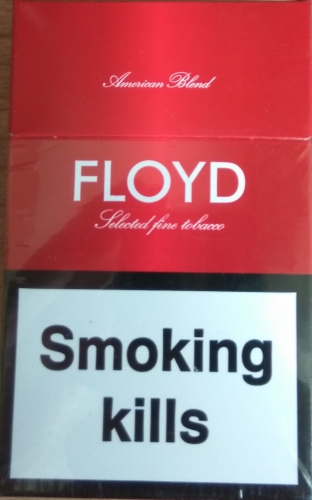 American Blend
FLOYD
Selected fine tobacco
Smoking
kills